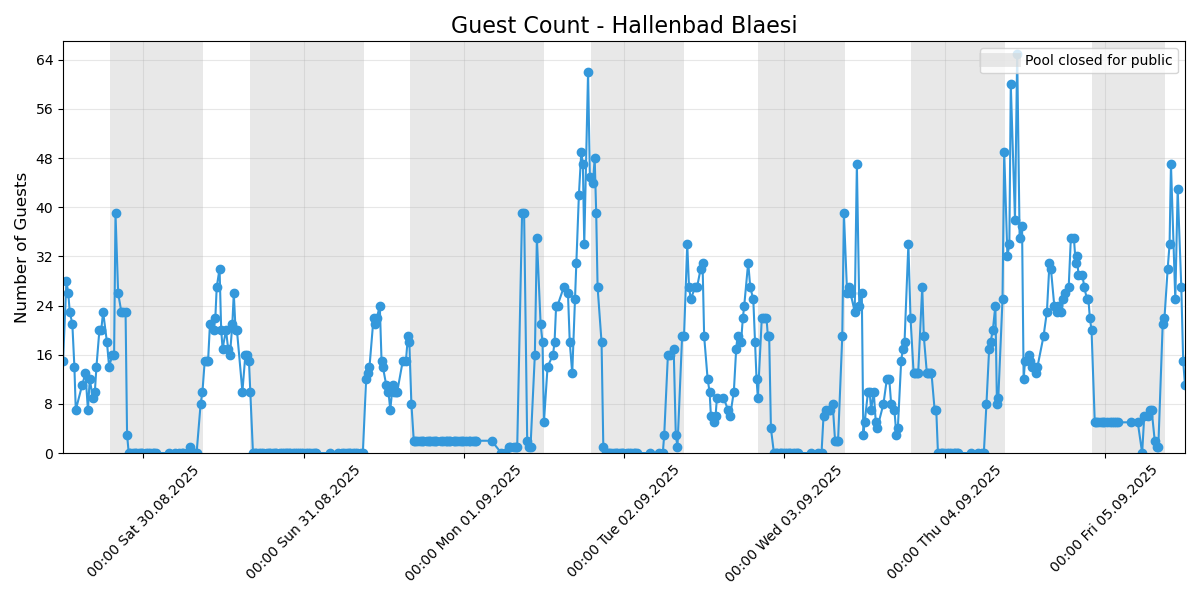 Guest Count - Hallenbad Blaesi
Pool closed for public
Number of Guests
64
56
48
40
32
24
16
8
0
00:00 Sat 30.08.2025
00:00 Sun 31.08.2025
00:00 Mon 01.09.2025
00:00 Tue 02.09.2025
00:00 Wed 03.09.2025
00:00 Thu 04.09.2025
00:00 Fri 05.09.2025